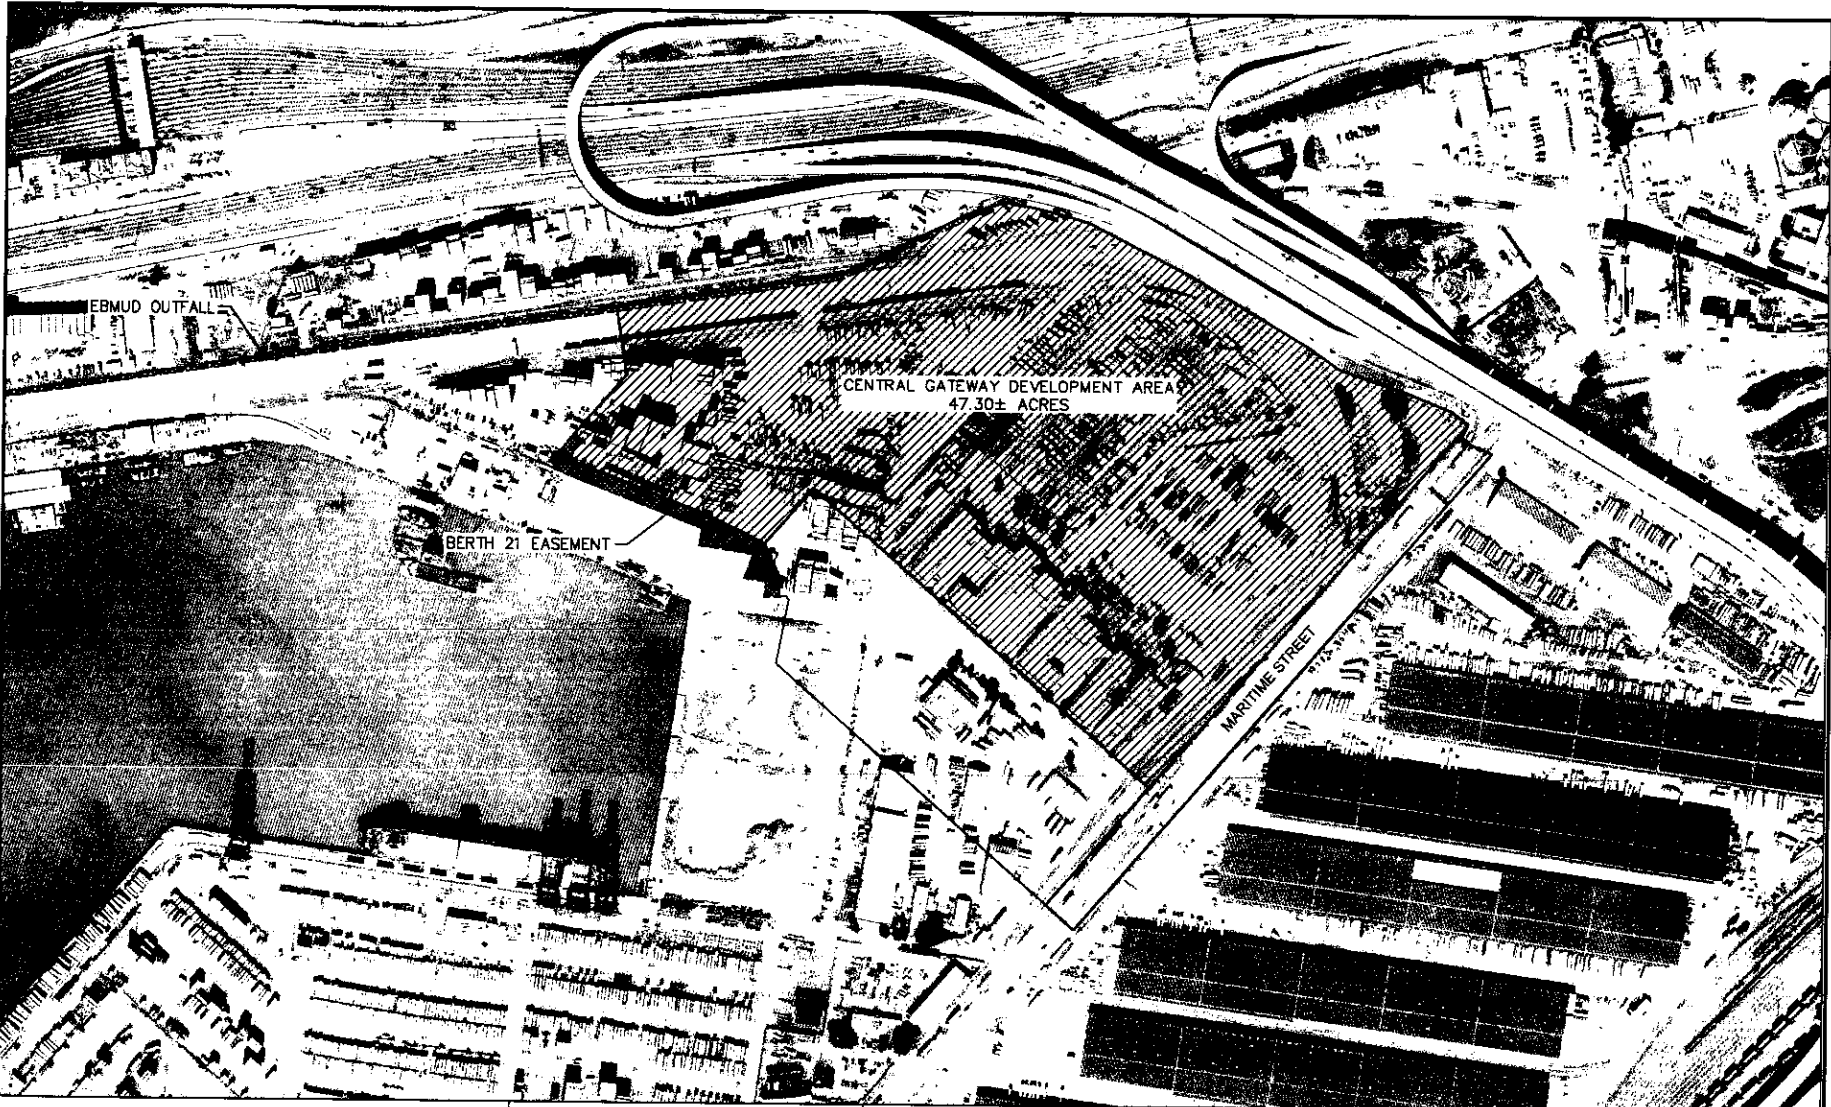 EBMUD OUTFALL
CENTRAL GATEWAY DEVELOPMENT AREA
47.30± ACRES
BERTH 21 EASEMENT
MARITIME STREET